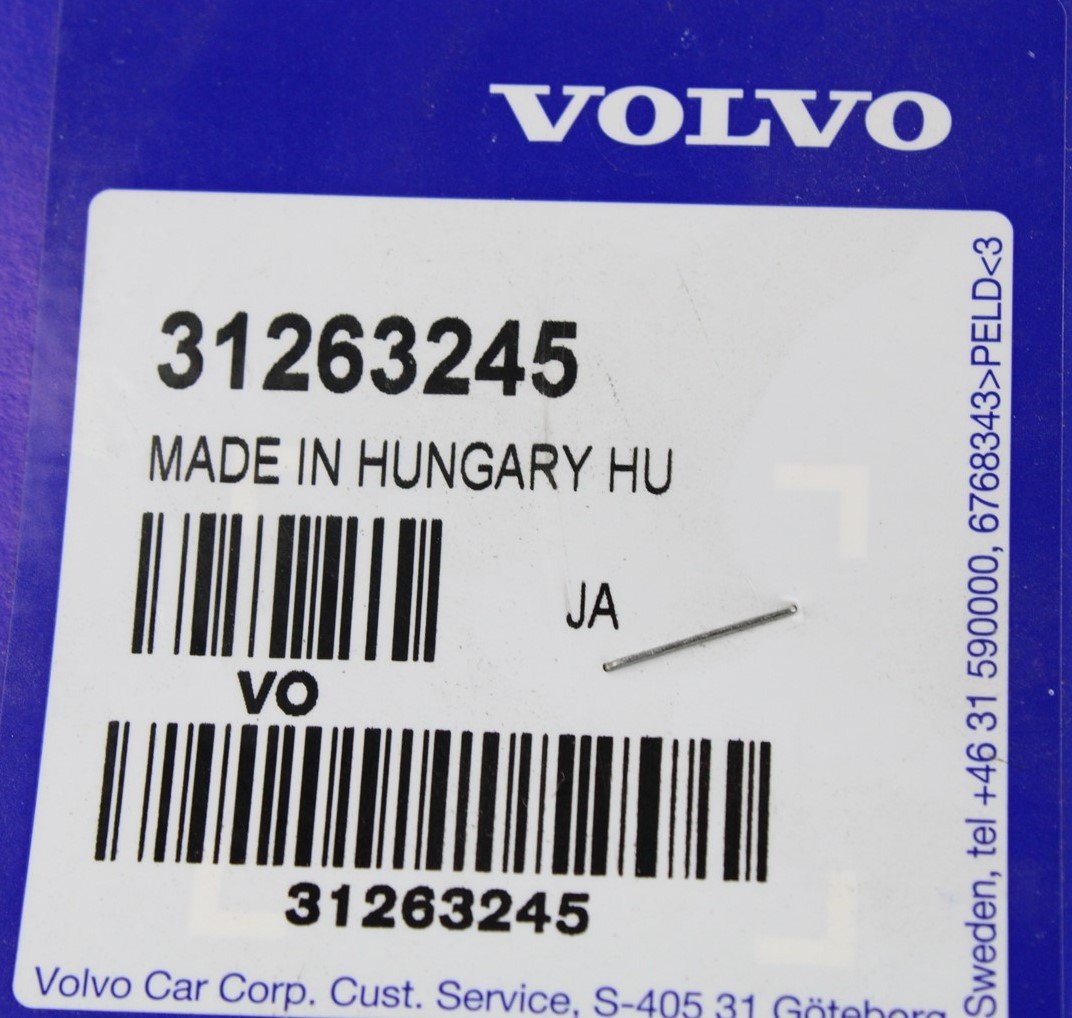 VOLVO
31263245
MADE IN HUNGARY HU
JA
VO
31263245
Volvo Car Corp. Cust. Service, S-405 31 Göteborg
Sweden, tel +46 31 590000, 6768343>PELD<3